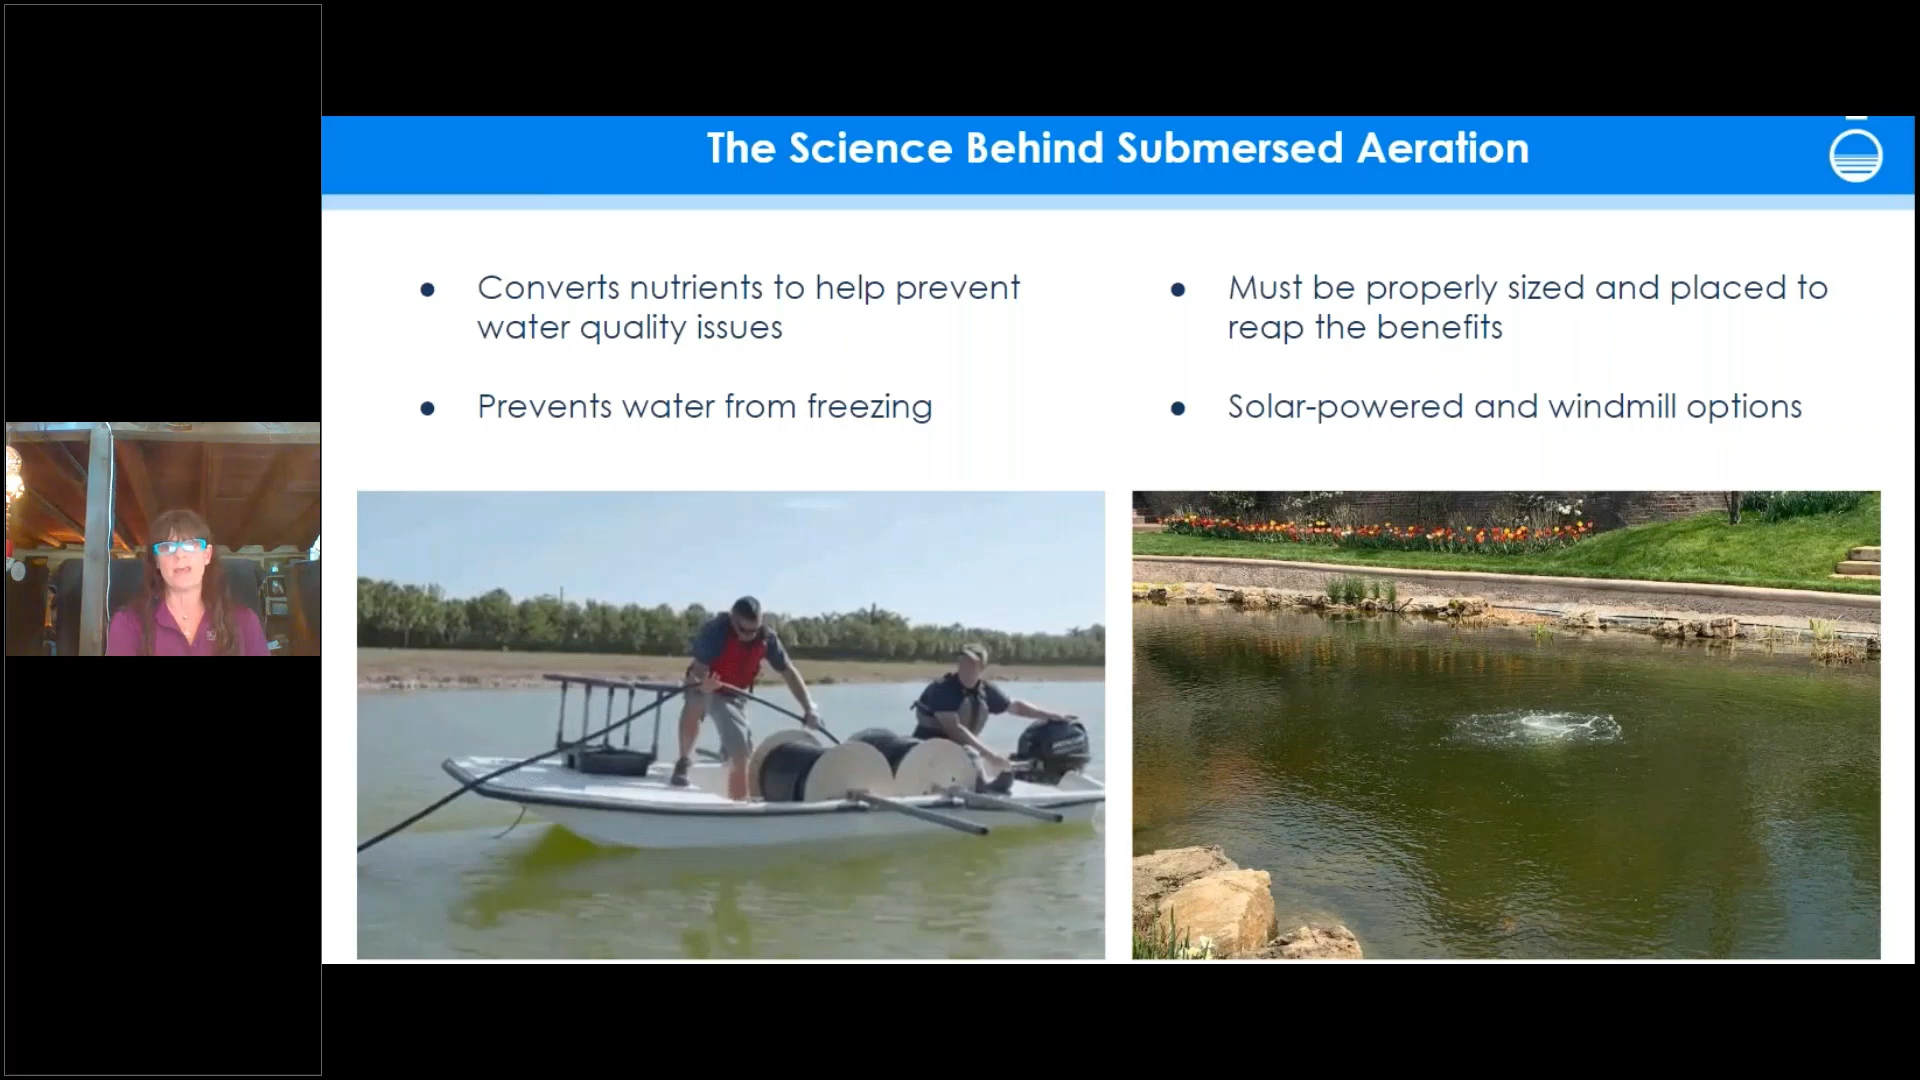 The Science Behind Submersed Aeration
● Converts nutrients to help prevent
water quality issues
● Prevents water from freezing
● Must be properly sized and placed to
reap the benefits
● Solar-powered and windmill options